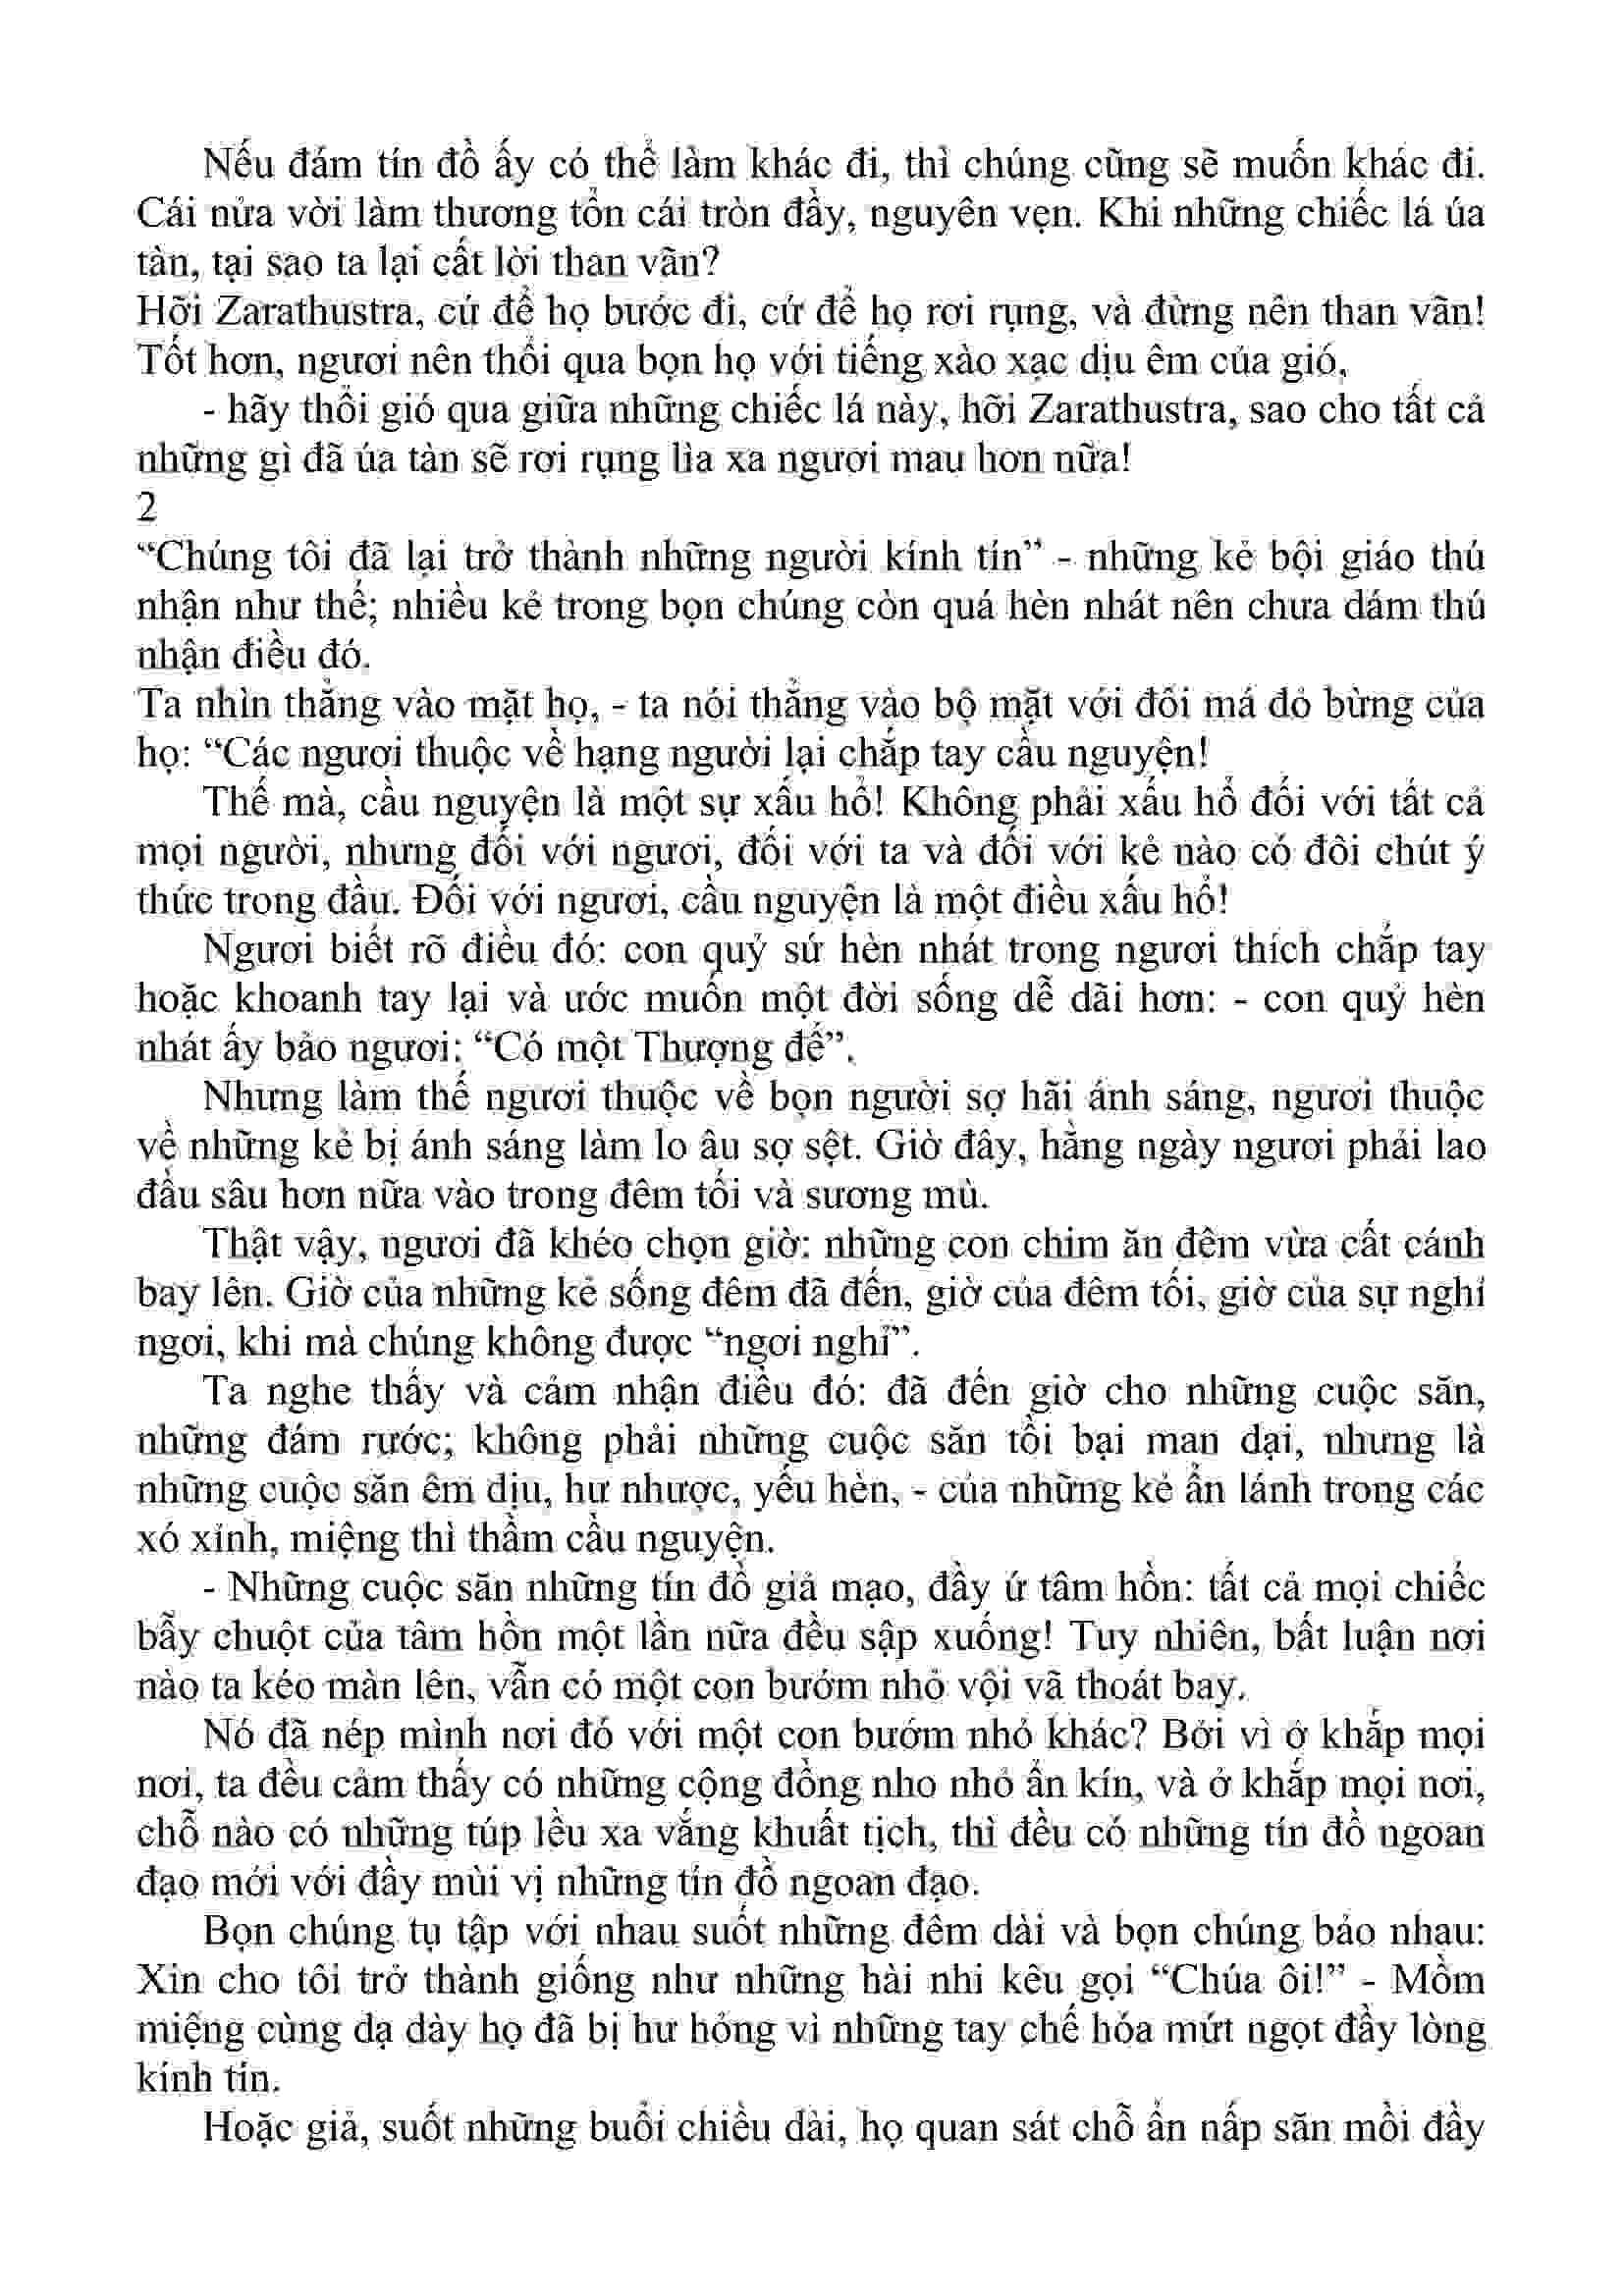 Nếu đám tín đồ ấy có thể làm khác đi, thì chúng cũng sẽ muốn khác đi.
Cái nửa vời làm thương tổn cái tròn đầy, nguyên vẹn. Khi những chiếc lá úa
tàn, tại sao ta lại cất lời than vãn?
Hỡi Zarathustra, cứ để họ bước đi, cứ để họ rơi rụng, và đừng nên than vãn!
Tốt hơn, ngươi nên thổi qua bọn họ với tiếng xào xạc dịu êm của gió,
- hãy thổi gió qua giữa những chiếc lá này, hỡi Zarathustra, sao cho tất cả
những gì đã úa tàn sẽ rơi rụng lìa xa ngươi mau hơn nữa!
2
“Chúng tôi đã lại trở thành những người kính tín” - những kẻ bội giáo thú
nhận như thế; nhiều kẻ trong bọn chúng còn quá hèn nhát nên chưa dám thú
nhận điều đó.
Ta nhìn thẳng vào mặt họ, - ta nói thẳng vào bộ mặt với đôi má đỏ bừng của
họ: “Các ngươi thuộc về hạng người lại chắp tay cầu nguyện!
Thế mà, cầu nguyện là một sự xấu hổ! Không phải xấu hổ đối với tất cả
mọi người, nhưng đối với ngươi, đối với ta và đối với kẻ nào có đôi chút ý
thức trong đầu. Đối với ngươi, cầu nguyện là một điều xấu hổ!
Ngươi biết rõ điều đó: con quỷ sứ hèn nhát trong ngươi thích chắp tay
hoặc khoanh tay lại và ước muốn một đời sống dễ dãi hơn: - con quỷ hèn
nhát ấy bảo ngươi: “Có một Thượng đế”.
Nhưng làm thế ngươi thuộc về bọn người sợ hãi ánh sáng, ngươi thuộc
về những kẻ bị ánh sáng làm lo âu sợ sệt. Giờ đây, hằng ngày ngươi phải lao
đầu sâu hơn nữa vào trong đêm tối và sương mù.
Thật vậy, ngươi đã khéo chọn giờ: những con chim ăn đêm vừa cất cánh
bay lên. Giờ của những kẻ sống đêm đã đến, giờ của đêm tối, giờ của sự nghỉ
ngơi, khi mà chúng không được “ngơi nghỉ”.
Ta nghe thấy và cảm nhận điều đó: đã đến giờ cho những cuộc săn,
những đám rước; không phải những cuộc săn tồi bại man dại, nhưng là
những cuộc săn êm dịu, hư nhược, yếu hèn, - của những kẻ ẩn lánh trong các
xó xỉnh, miệng thì thầm cầu nguyện.
- Những cuộc săn những tín đồ giả mạo, đầy ứ tâm hồn: tất cả mọi chiếc
bẫy chuột của tâm hồn một lần nữa đều sập xuống! Tuy nhiên, bất luận nơi
nào ta kéo màn lên, vẫn có một con bướm nhỏ vội vã thoát bay.
Nó đã nép mình nơi đó với một con bướm nhỏ khác? Bởi vì ở khắp mọi
nơi, ta đều cảm thấy có những cộng đồng nho nhỏ ẩn kín, và ở khắp mọi nơi,
chỗ nào có những túp lều xa vắng khuất tịch, thì đều có những tín đồ ngoan
đạo mới với đầy mùi vị những tín đồ ngoan đạo.
Bọn chúng tụ tập với nhau suốt những đêm dài và bọn chúng bảo nhau:
Xin cho tôi trở thành giống như những hài nhi kêu gọi “Chúa ôi!” - Mồm
miệng cùng dạ dày họ đã bị hư hỏng vì những tay chế hóa mứt ngọt đầy lòng
kính tín.
Hoặc giả, suốt những buổi chiều dài, họ quan sát chỗ ẩn nấp săn mồi đầy